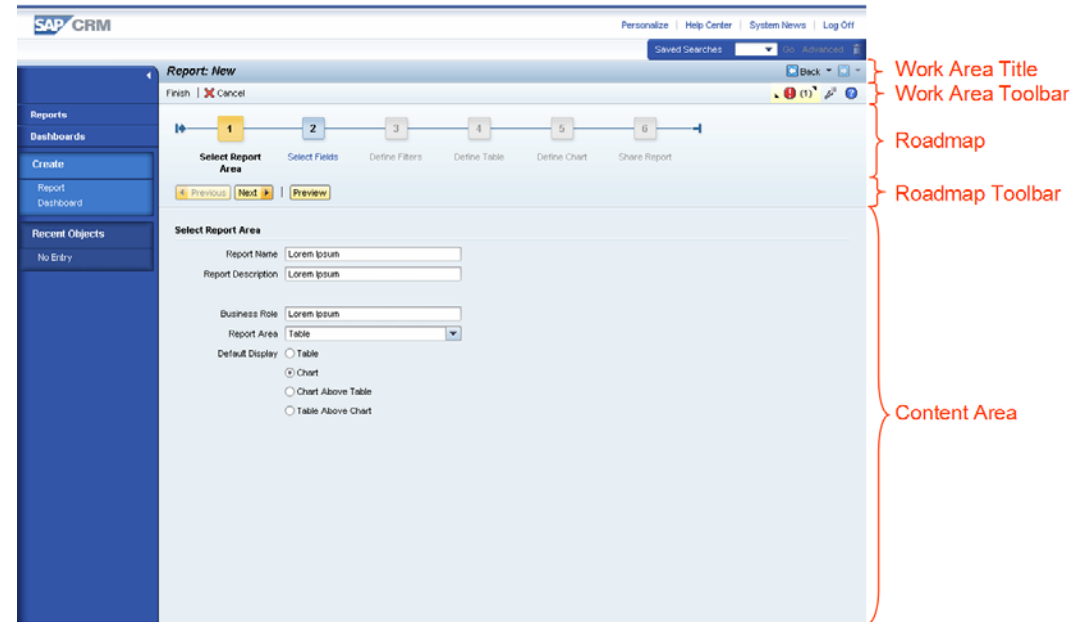 SAP CRM
Personalize | Help Center | System News | Log Off
Saved Searches Go Advanced
Report: New Back
Work Area Title
Finish | Cancel (1)
Work Area Toolbar
Reports
Dashboards
Create
Report
Dashboard
Recent Objects
No Entry
1 2 3 4 5 6
Select Report Area
Select Fields
Define Filters
Define Table
Define Chart
Share Report
Roadmap
Previous Next | Preview
Roadmap Toolbar
Select Report Area
Report Name Lorem Ipsum
Report Description Lorem Ipsum
Business Role Lorem Ipsum
Report Area Table
Default Display Table
Chart
Chart Above Table
Table Above Chart
Content Area